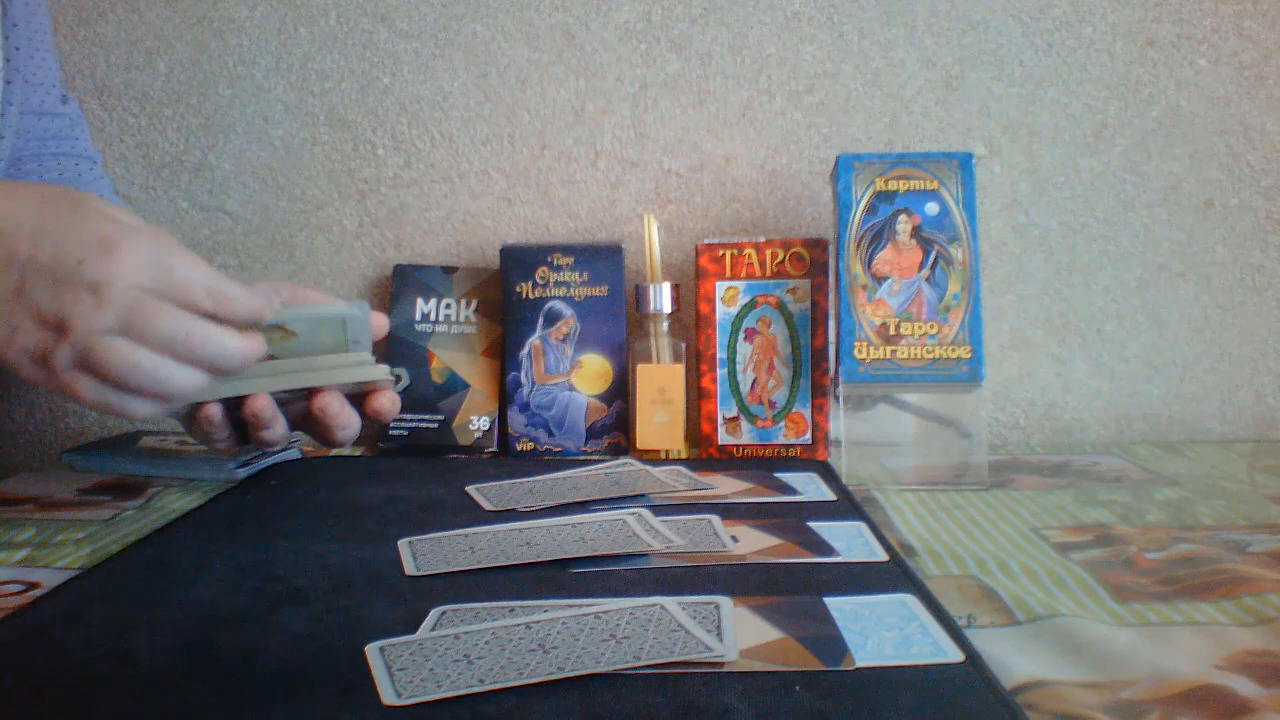 МАК
ЧТО НА ДУШЕ
36
Таро
Оракул
Полнолуния
VIP
ТАРО
Universal
Карты
Таро
Цыганское